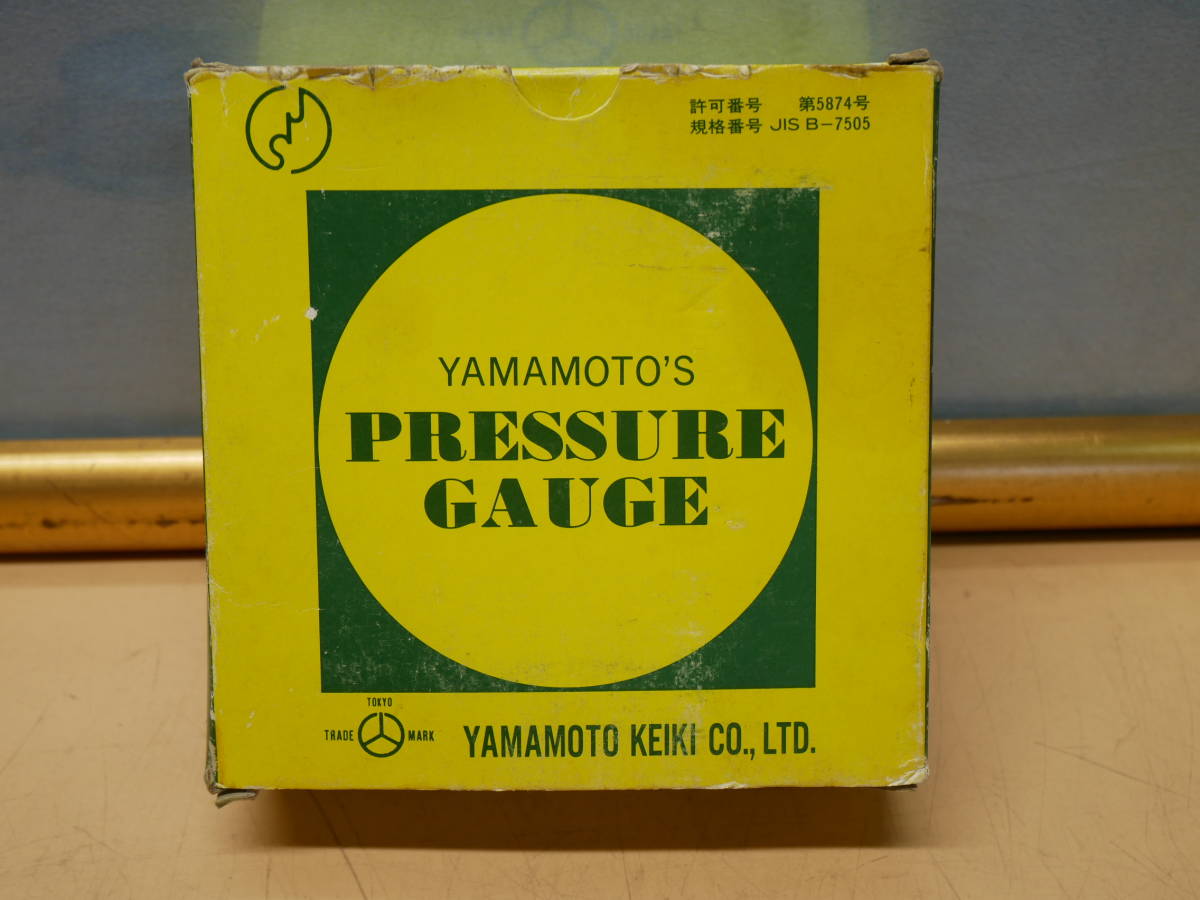 許可番号 第5874号
規格番号 JIS B-7505
YAMAMOTO'S
PRESSURE
GAUGE
TOKYO
TRADE MARK
YAMAMOTO KEIKI CO., LTD.